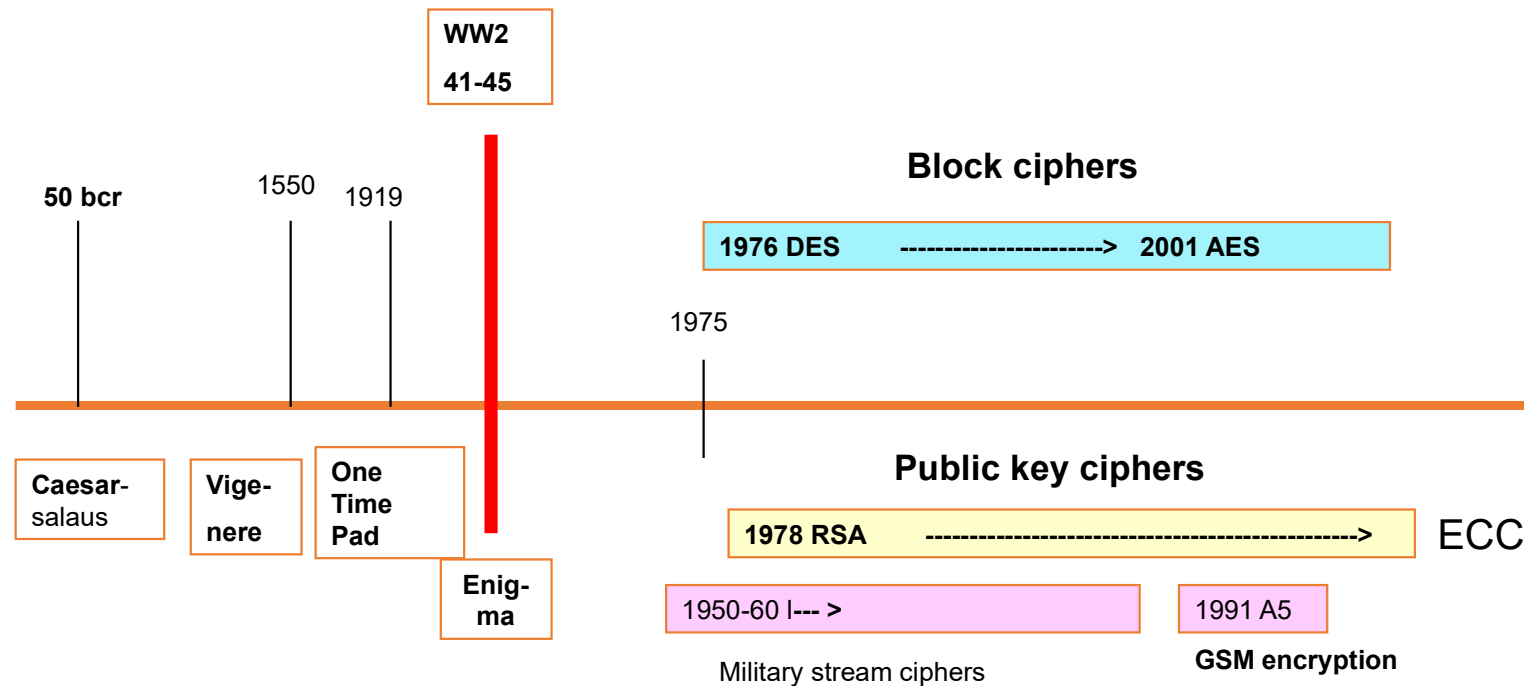 WW2
41-45
50 bcr
1550
1919
Block ciphers
1976 DES -----------------------> 2001 AES
1975
Caesar-
salaus
Vige-
nere
One
Time
Pad
Enig-
ma
Public key ciphers
1978 RSA ------------------------------------------------->
ECC
1950-60 I--- >
1991 A5
Military stream ciphers
GSM encryption